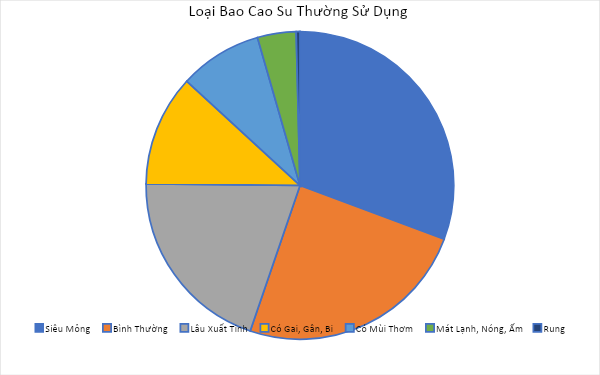 Loại Bao Cao Su Thường Sử Dụng
Siêu Mỏng Bình Thường Lâu Xuất Tinh Có Gai, Gân, Bi Có Mùi Thơm Mát Lạnh, Nóng, Ấm Rung